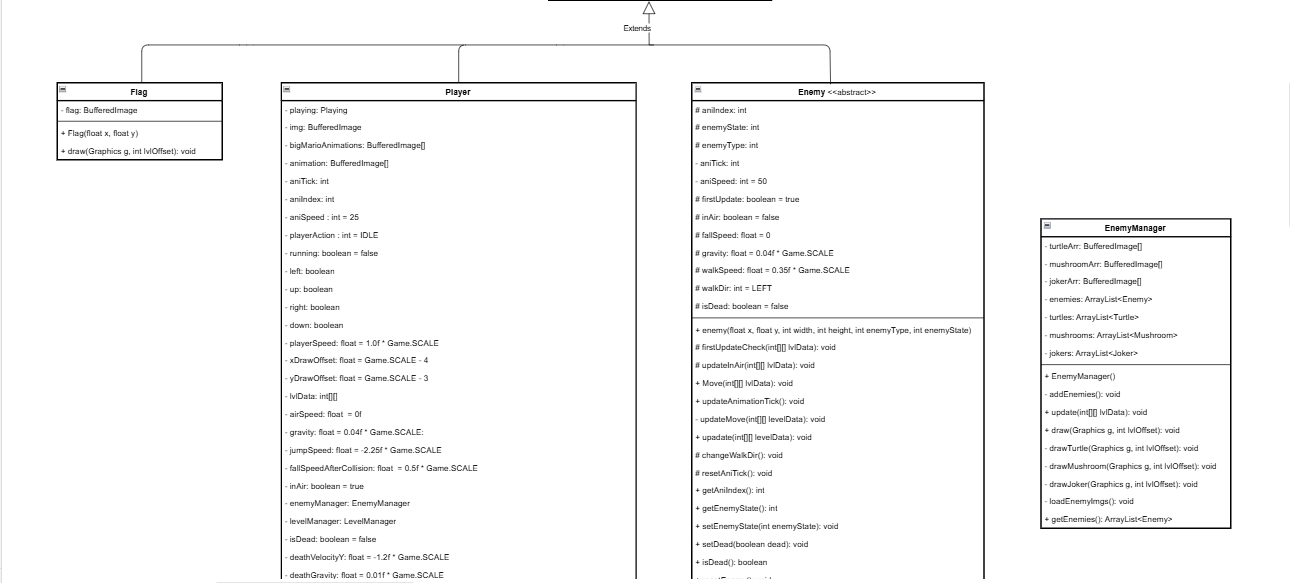 Extends
Flag
- flag: BufferedImage
+ Flag(float x, float y)
+ draw(Graphics g, int lvlOffset): void
Player
- playing: Playing
- img: BufferedImage
- bigMarioAnimations: BufferedImage[]
- animation: BufferedImage[]
- aniTick: int
- aniIndex: int
- aniSpeed : int = 25
- playerAction : int = IDLE
- running: boolean = false
- left: boolean
- up: boolean
- right: boolean
- down: boolean
- playerSpeed: float = 1.0f * Game.SCALE
- xDrawOffset: float = Game.SCALE - 4
- yDrawOffset: float = Game.SCALE - 3
- lvlData: int[][]
- airSpeed: float = 0f
- gravity: float = 0.04f * Game.SCALE:
- jumpSpeed: float = -2.25f * Game.SCALE
- fallSpeedAfterCollision: float = 0.5f * Game.SCALE
- inAir: boolean = true
- enemyManager: EnemyManager
- levelManager: LevelManager
- isDead: boolean = false
- deathVelocityY: float = -1.2f * Game.SCALE
- deathGravity: float = 0.01f * Game.SCALE
Enemy <<abstract>>
# aniIndex: int
# enemyState: int
# enemyType: int
- aniTick: int
- aniSpeed: int = 50
# firstUpdate: boolean = true
# inAir: boolean = false
# fallSpeed: float = 0
# gravity: float = 0.04f * Game.SCALE
# walkSpeed: float = 0.35f * Game.SCALE
# walkDir: int = LEFT
# isDead: boolean = false
+ enemy(float x, float y, int width, int height, int enemyType, int enemyState)
# firstUpdateCheck(int[][] lvlData): void
# updateInAir(int[][] lvlData): void
+ Move(int[][] lvlData): void
+ updateAnimationTick(): void
- updateMove(int[][] levelData): void
+ upadate(int[][] levelData): void
# changeWalkDir(): void
# resetAniTick(): void
+ getAniIndex(): int
+ getEnemyState(): int
+ setEnemyState(int enemyState): void
+ setDead(boolean dead): void
+ isDead(): boolean
EnemyManager
- turtleArr: BufferedImage[]
- mushroomArr: BufferedImage[]
- jokerArr: BufferedImage[]
- enemies: ArrayList<Enemy>
- turtles: ArrayList<Turtle>
- mushrooms: ArrayList<Mushroom>
- jokers: ArrayList<Joker>
+ EnemyManager()
- addEnemies(): void
+ update(int[][] lvlData): void
+ draw(Graphics g, int lvlOffset): void
- drawTurtle(Graphics g, int lvlOffset): void
- drawMushroom(Graphics g, int lvlOffset): void
- drawJoker(Graphics g, int lvlOffset): void
- loadEnemyImgs(): void
+ getEnemies(): ArrayList<Enemy>